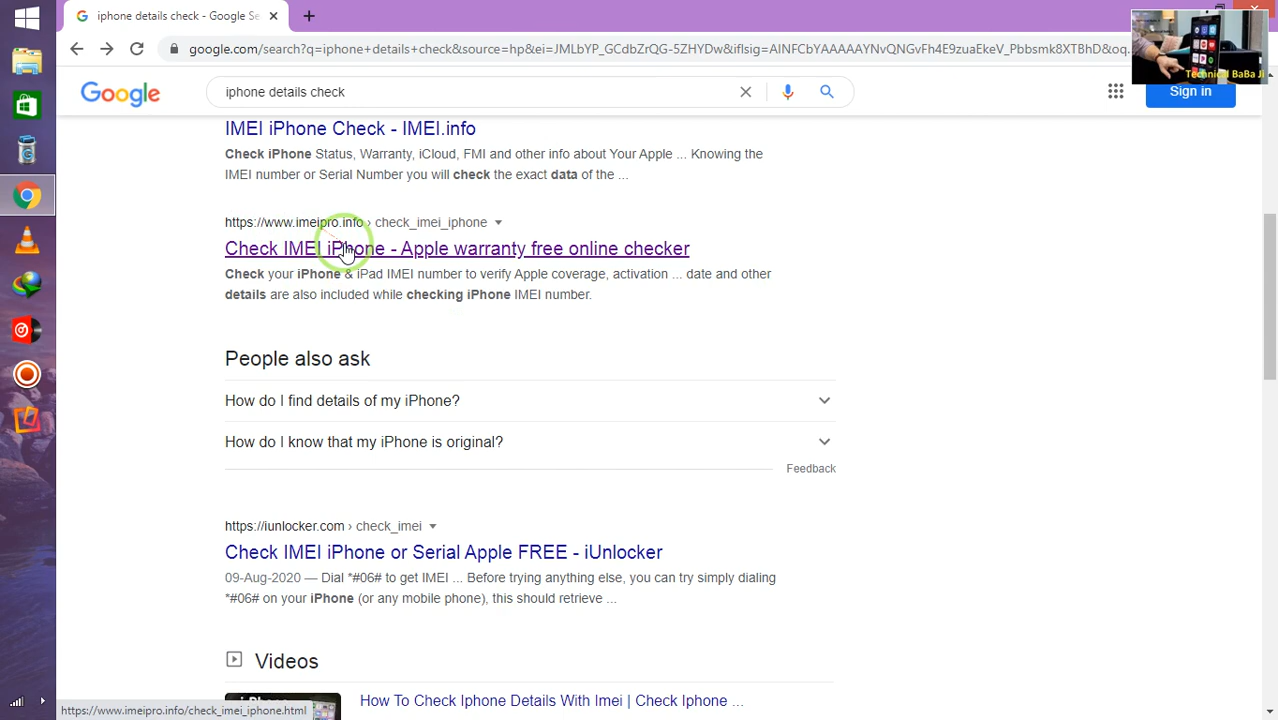 iphone details check - Google Se
google.com/search?q=iphone+details+check&source=hp&ei=JMLbYP_GCdbZrQG-5ZHYDw&iflsig=AINFCbYAAAAAYNvQNGvFh4E9zuaEkeV_Pbbsmk8XTBhD&oq.
Technical BaBa Ji
Google
iphone details check
Sign in
IMEI iPhone Check - IMEI.info
Check iPhone Status, Warranty, iCloud, FMI and other info about Your Apple ... Knowing the
IMEI number or Serial Number you will check the exact data of the ...
https://www.imeipro.info › check_imei_iphone
Check IMEI iPhone - Apple warranty free online checker
Check your iPhone & iPad IMEI number to verify Apple coverage, activation ... date and other
details are also included while checking iPhone IMEI number.
People also ask
How do I find details of my iPhone?
How do I know that my iPhone is original?
Feedback
https://iunlocker.com › check_imei
Check IMEI iPhone or Serial Apple FREE - iUnlocker
09-Aug-2020 — Dial *#06# to get IMEI ... Before trying anything else, you can try simply dialing
*#06# on your iPhone (or any mobile phone), this should retrieve ...
Videos
How To Check Iphone Details With Imei | Check Iphone ...
https://www.imeipro.info/check_imei_iphone.html